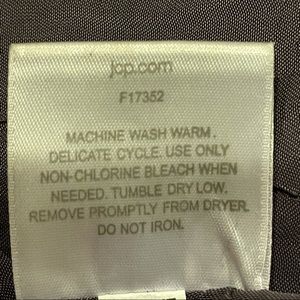 jcp.com
F17352
MACHINE WASH WARM.
DELICATE CYCLE. USE ONLY
NON-CHLORINE BLEACH WHEN
NEEDED. TUMBLE DRY LOW.
REMOVE PROMPTLY FROM DRYER.
DO NOT IRON.